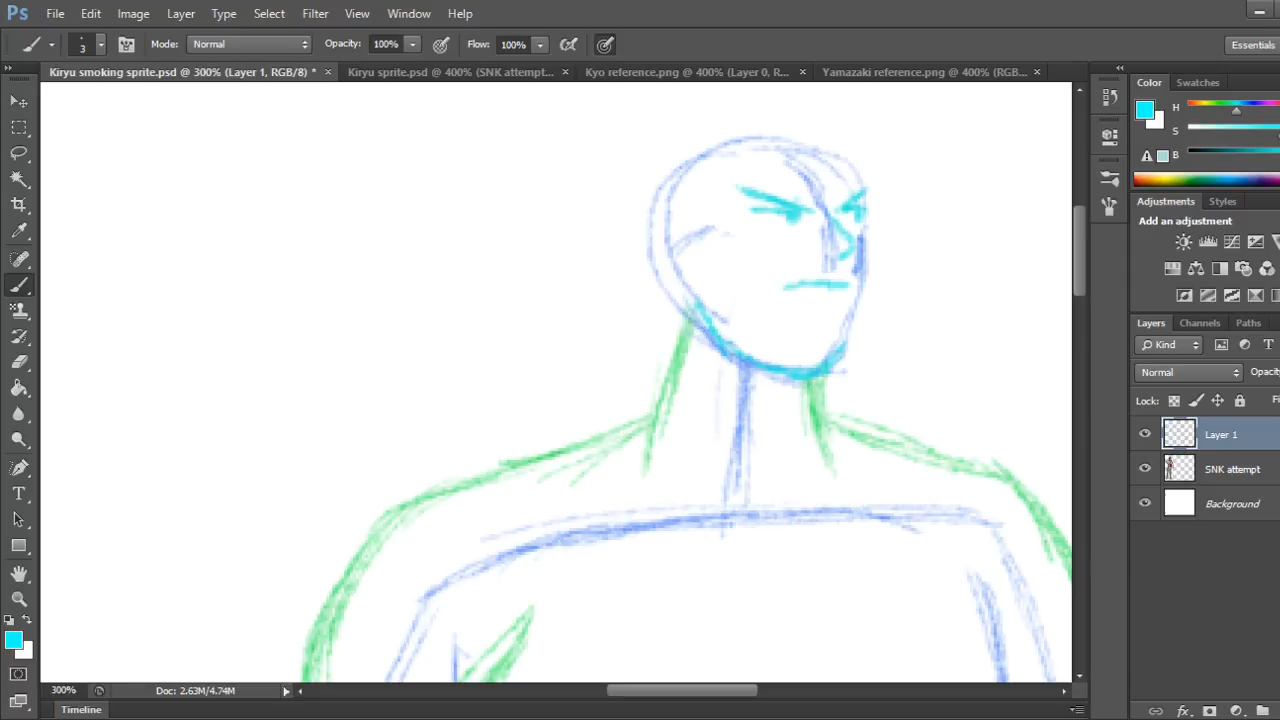 Ps File Edit Image Layer Type Select Filter View Window Help
3 Mode: Normal Opacity: 100% Flow: 100% Essentials
Kiryu smoking sprite.psd @ 300% (Layer 1, RGB/8) * × Kiryu sprite.psd @ 400% (SNK attempt... × Kyo reference.png @ 400% (Layer 0, R... × Yamazaki reference.png @ 400% (RGB... ×
Color Swatches
H
S
B
Adjustments Styles
Add an adjustment
Layers Channels Paths
Kind
Normal Opacity
Lock:
Layer 1
SNK attempt
Background
300% Doc: 2.63M/4.74M
Timeline